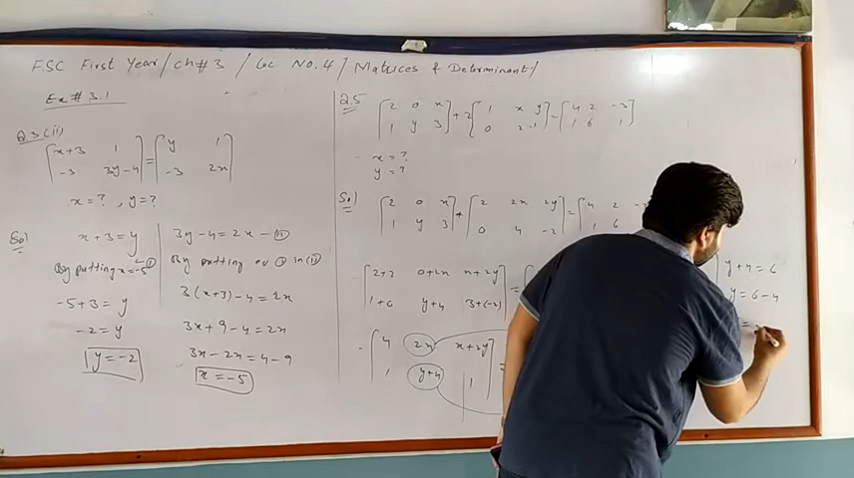 FSC First Year / Ch#3 / Lec No.4 / Matrices & Determinant /
Ex# 3.1
Q.3(ii)
[x+3 1] = [y 1]
[-3 3y-4] [-3 2x]
x=? , y=?
Sol
x+3=y
By putting x=-5
-5+3=y
-2=y
y=-2
3y-4=2x-(ii)
By putting eq (i) in (ii)
3(x+3)-4=2x
3x+9-4=2x
3x-2x=4-9
x=-5
Q.5
[2 0 x] +2 [1 x y] = [4 2 -3]
[1 y 3] [0 2 -1] [1 6 1]
x=?
y=?
Sol
[2 0 x] + [2 2x 2y] = [4 2
[1 y 3] [0 4 -2] [1 6
[2+2 0+2x x+2y] =
[1+0 y+4 3+(-2)]
[4 2x x+2y] =
[1 y+4 1]
y+4=6
y=6-4
=